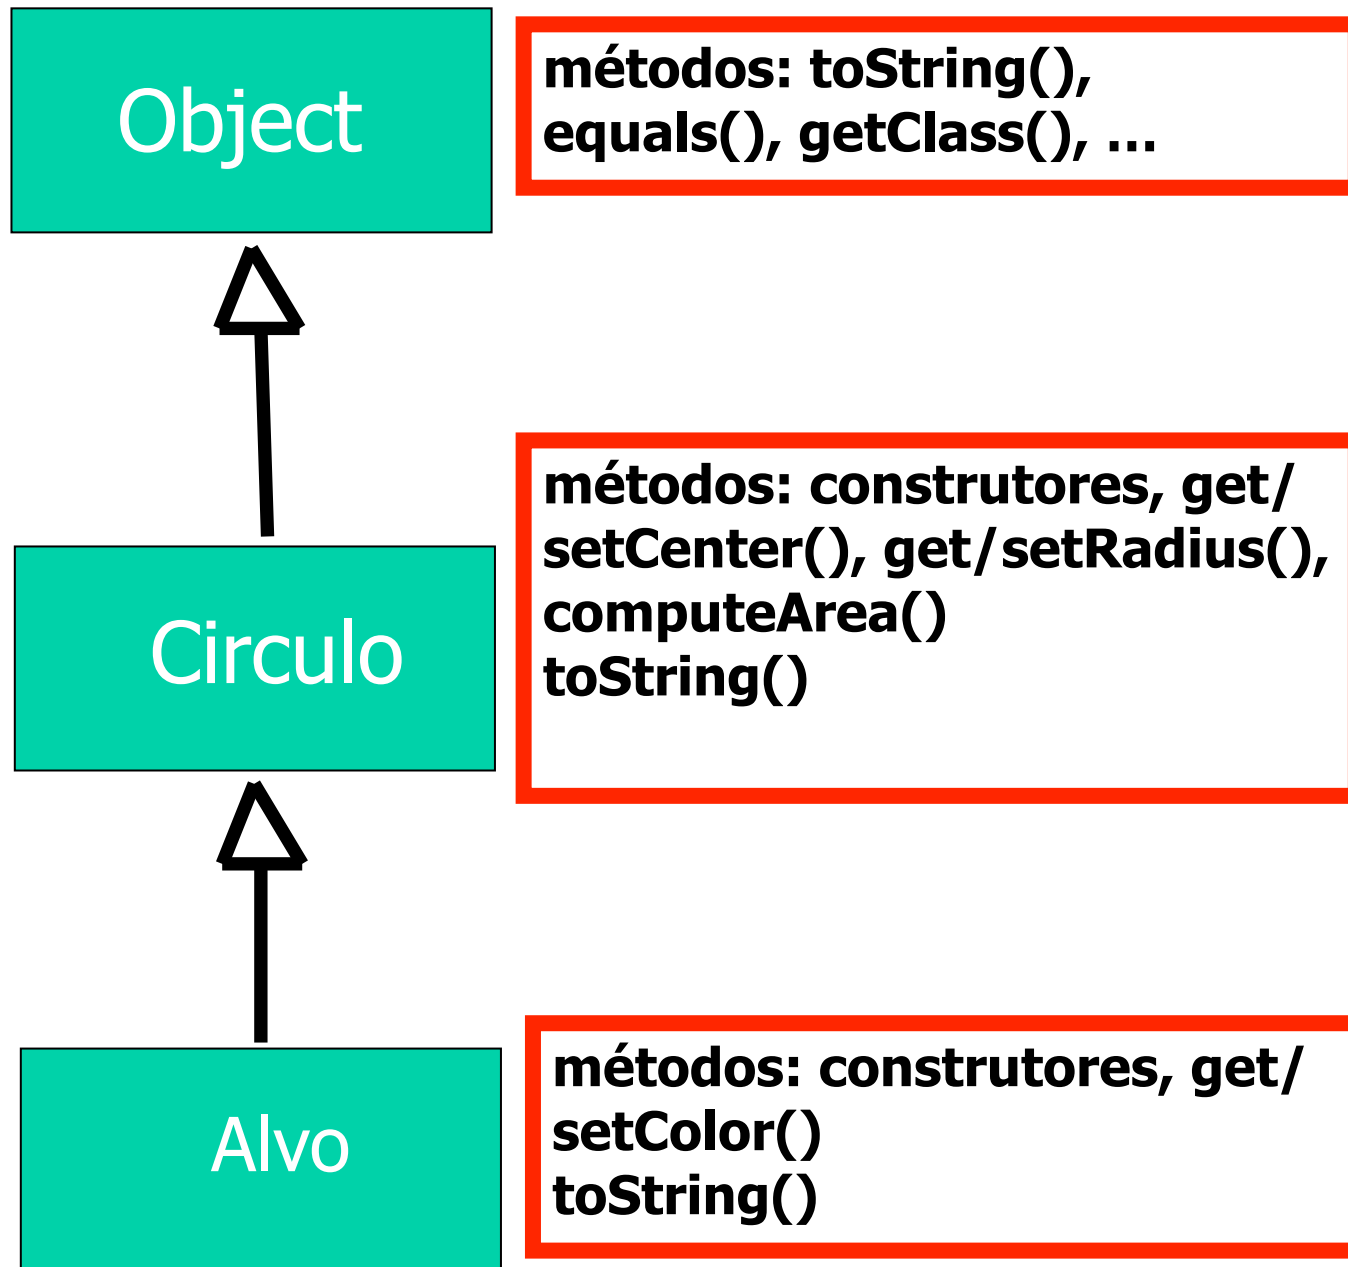 Object
métodos: toString(),
equals(), getClass(), ...
Circulo
métodos: construtores, get/
setCenter(), get/setRadius(),
computeArea()
toString()
Alvo
métodos: construtores, get/
setColor()
toString()